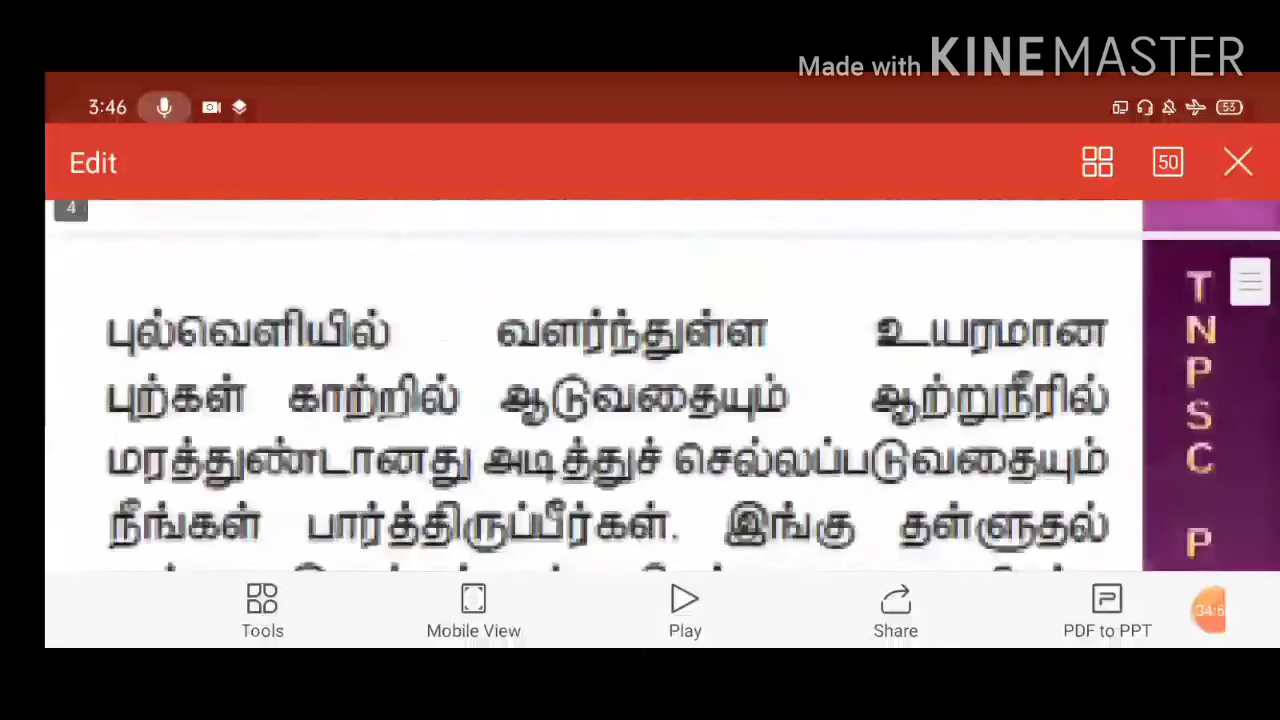 Made with KINEMASTER
3:46
53
Edit
50
4
புல்வெளியில் வளர்ந்துள்ள உயரமான
புற்கள் காற்றில் ஆடுவதையும் ஆற்றுநீரில்
மரத்துண்டானது அடித்துச் செல்லப்படுவதையும்
நீங்கள் பார்த்திருப்பீர்கள். இங்கு தள்ளுதல்
T
N
P
S
C
P
Tools
Mobile View
Play
Share
PDF to PPT